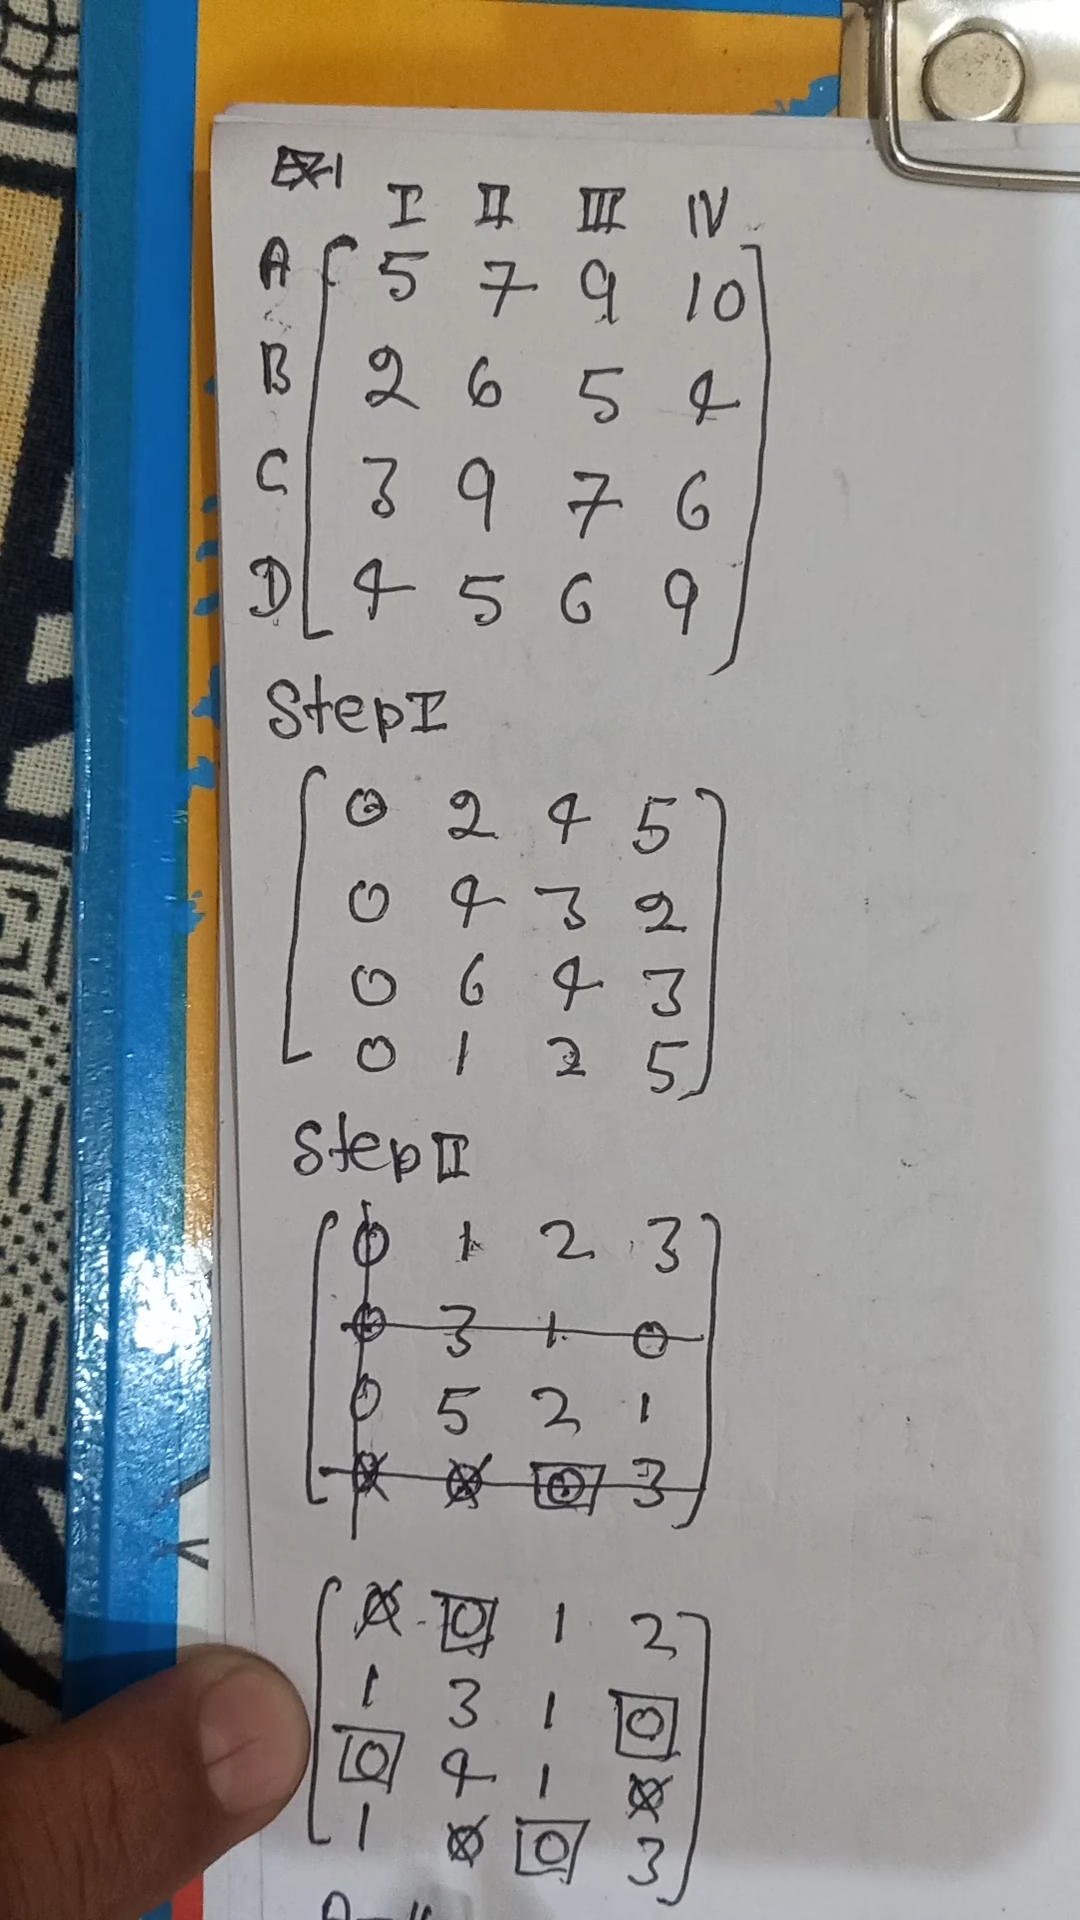 Ex-1
I II III IV
A 5 7 9 10
B 2 6 5 4
C 3 9 7 6
D 4 5 6 9
Step I
0 2 4 5
0 4 3 2
0 6 4 3
0 1 2 5
Step II
0 1 2 3
0 3 1 0
0 5 2 1
0 0 0 3
0 0 1 2
1 3 1 0
0 4 1 0
1 0 0 3